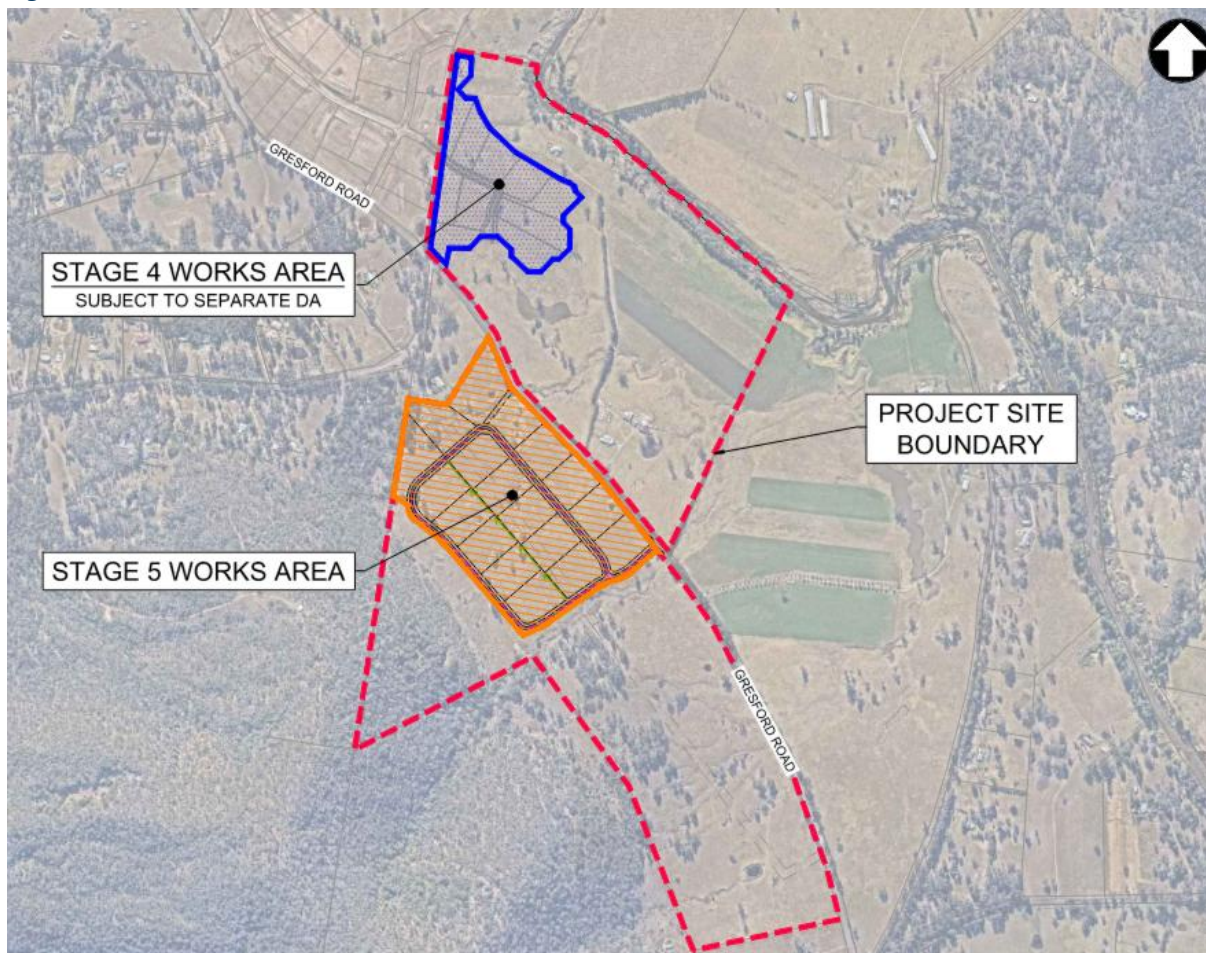 GRESFORD ROAD
STAGE 4 WORKS AREA
SUBJECT TO SEPARATE DA
PROJECT SITE
BOUNDARY
STAGE 5 WORKS AREA
GRESFORD ROAD